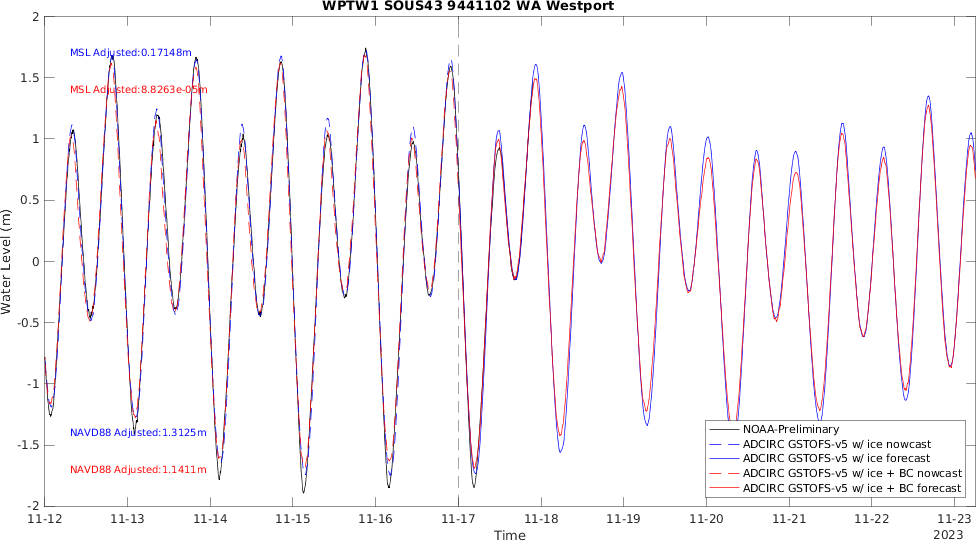 WPTW1 SOUS43 9441102 WA Westport
2
1.5
1
0.5
0
-0.5
-1
-1.5
-2
Water Level (m)
MSL Adjusted:0.17148m
MSL Adjusted:8.8263e-05m
NAVD88 Adjusted:1.3125m
NAVD88 Adjusted:1.1411m
NOAA-Preliminary
ADCIRC GSTOFS-v5 w/ ice nowcast
ADCIRC GSTOFS-v5 w/ ice forecast
ADCIRC GSTOFS-v5 w/ ice + BC nowcast
ADCIRC GSTOFS-v5 w/ ice + BC forecast
11-12 11-13 11-14 11-15 11-16 11-17 11-18 11-19 11-20 11-21 11-22 11-23
Time
2023